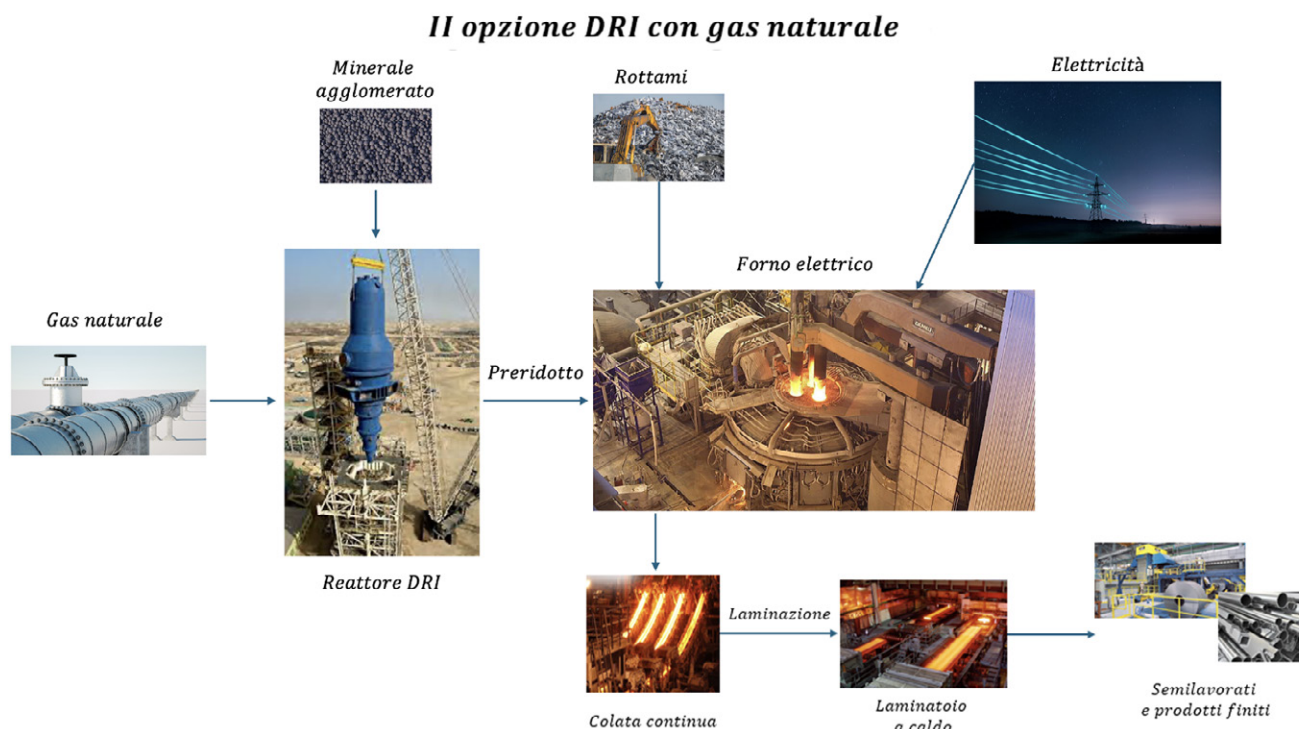 II opzione DRI con gas naturale
Minerale
agglomerato
Rottami
Elettricità
Gas naturale
Forno elettrico
Preridotto
Reattore DRI
Laminazione
Colata continua
Laminatoio
a caldo
Semilavorati
e prodotti finiti